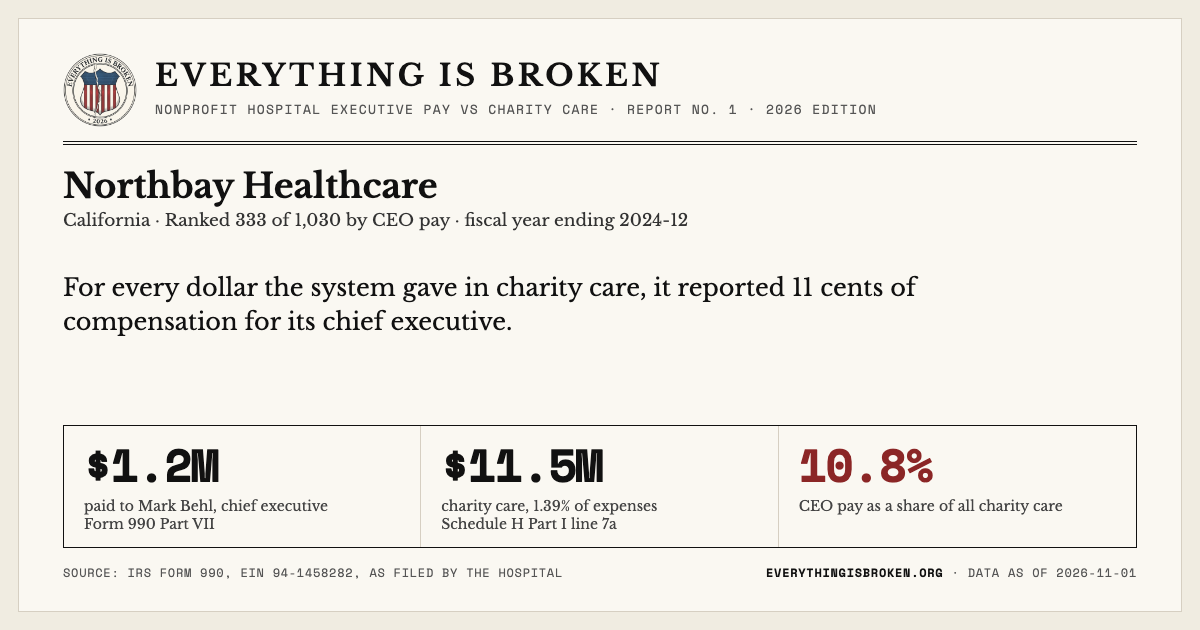 EVERYTHING IS BROKEN
2026
EVERYTHING IS BROKEN
NONPROFIT HOSPITAL EXECUTIVE PAY VS CHARITY CARE · REPORT NO. 1 · 2026 EDITION
Northbay Healthcare
California · Ranked 333 of 1,030 by CEO pay · fiscal year ending 2024-12
For every dollar the system gave in charity care, it reported 11 cents of
compensation for its chief executive.
$1.2M
paid to Mark Behl, chief executive
Form 990 Part VII
$11.5M
charity care, 1.39% of expenses
Schedule H Part I line 7a
10.8%
CEO pay as a share of all charity care
SOURCE: IRS FORM 990, EIN 94-1458282, AS FILED BY THE HOSPITAL
EVERYTHINGISBROKEN.ORG · DATA AS OF 2026-11-01